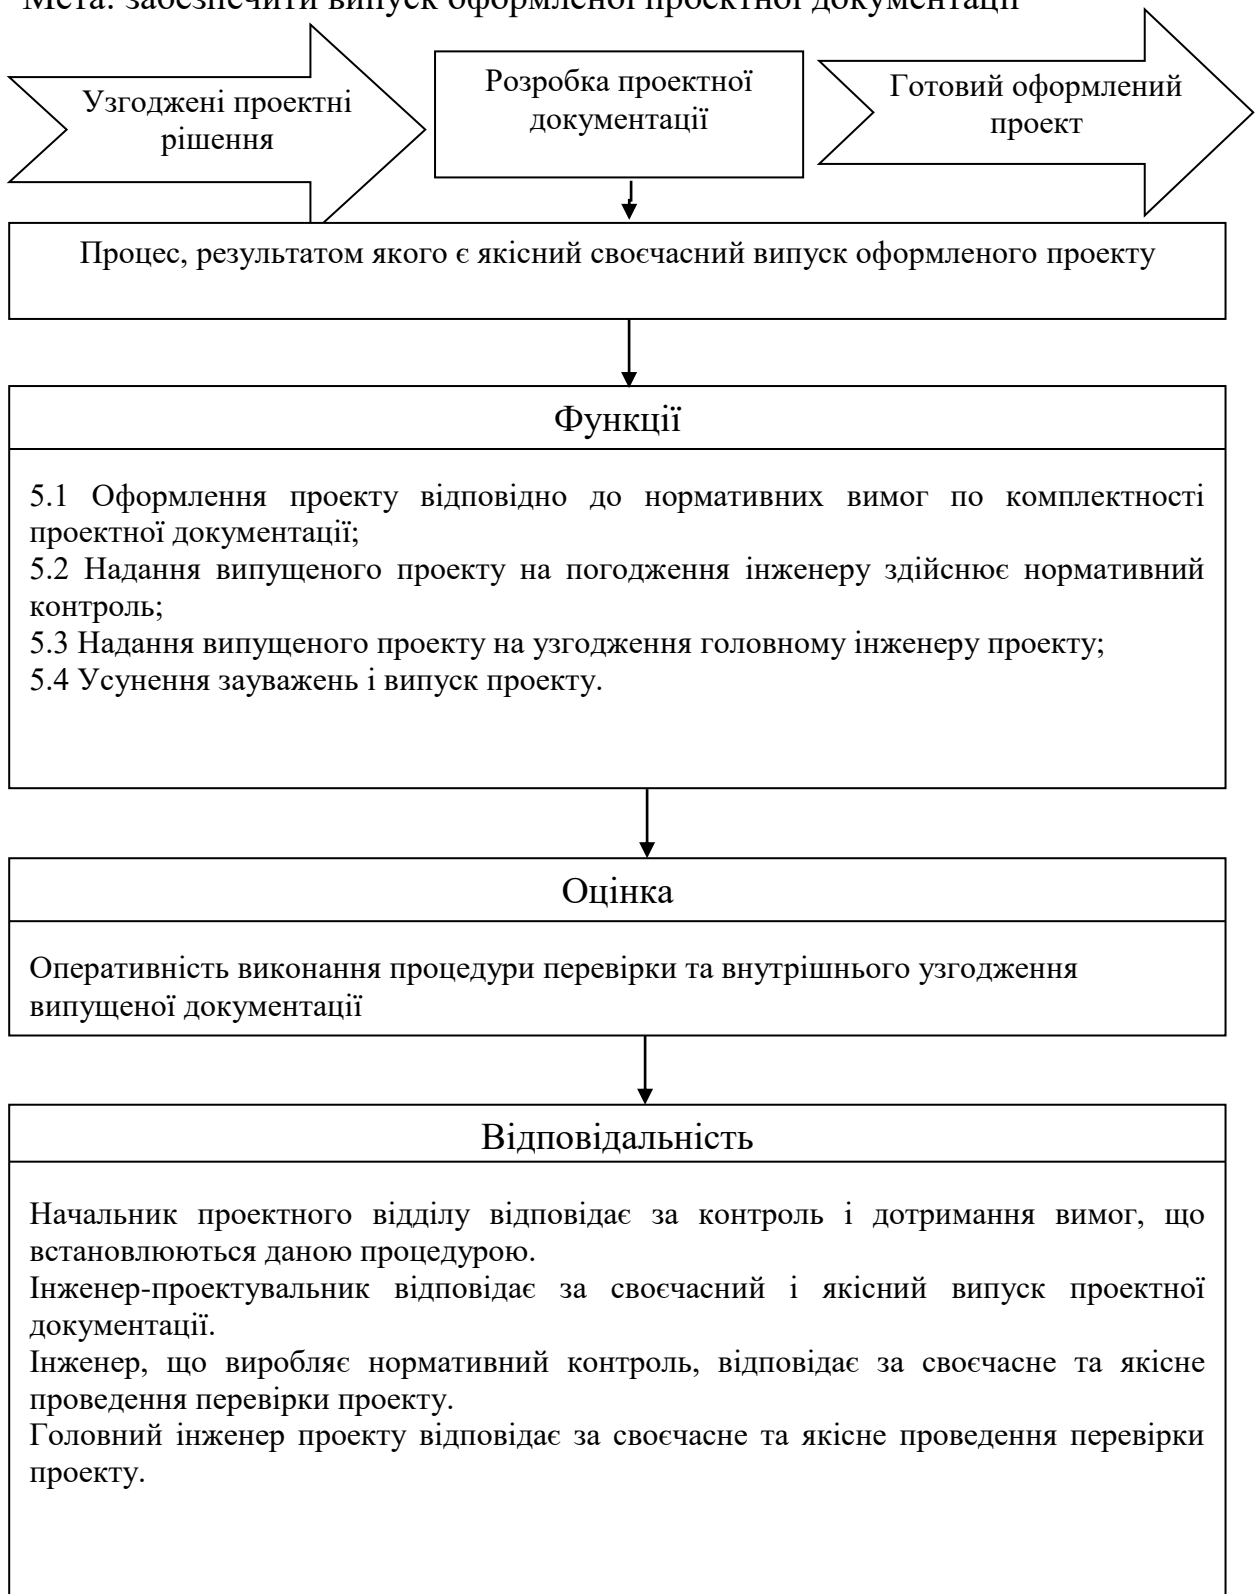 Мета: забезпечити випуск оформленої проектної документації
Узгоджені проектні
рішення
Розробка проектної
документації
Готовий оформлений
проект
Процес, результатом якого є якісний своєчасний випуск оформленого проекту
Функції
5.1 Оформлення проекту відповідно до нормативних вимог по комплектності
проектної документації;
5.2 Надання випущеного проекту на погодження інженеру здійснює нормативний
контроль;
5.3 Надання випущеного проекту на узгодження головному інженеру проекту;
5.4 Усунення зауважень і випуск проекту.
Оцінка
Оперативність виконання процедури перевірки та внутрішнього узгодження
випущеної документації
Відповідальність
Начальник проектного відділу відповідає за контроль і дотримання вимог, що
встановлюються даною процедурою.
Інженер-проектувальник відповідає за своєчасний і якісний випуск проектної
документації.
Інженер, що виробляє нормативний контроль, відповідає за своєчасне та якісне
проведення перевірки проекту.
Головний інженер проекту відповідає за своєчасне та якісне проведення перевірки
проекту.